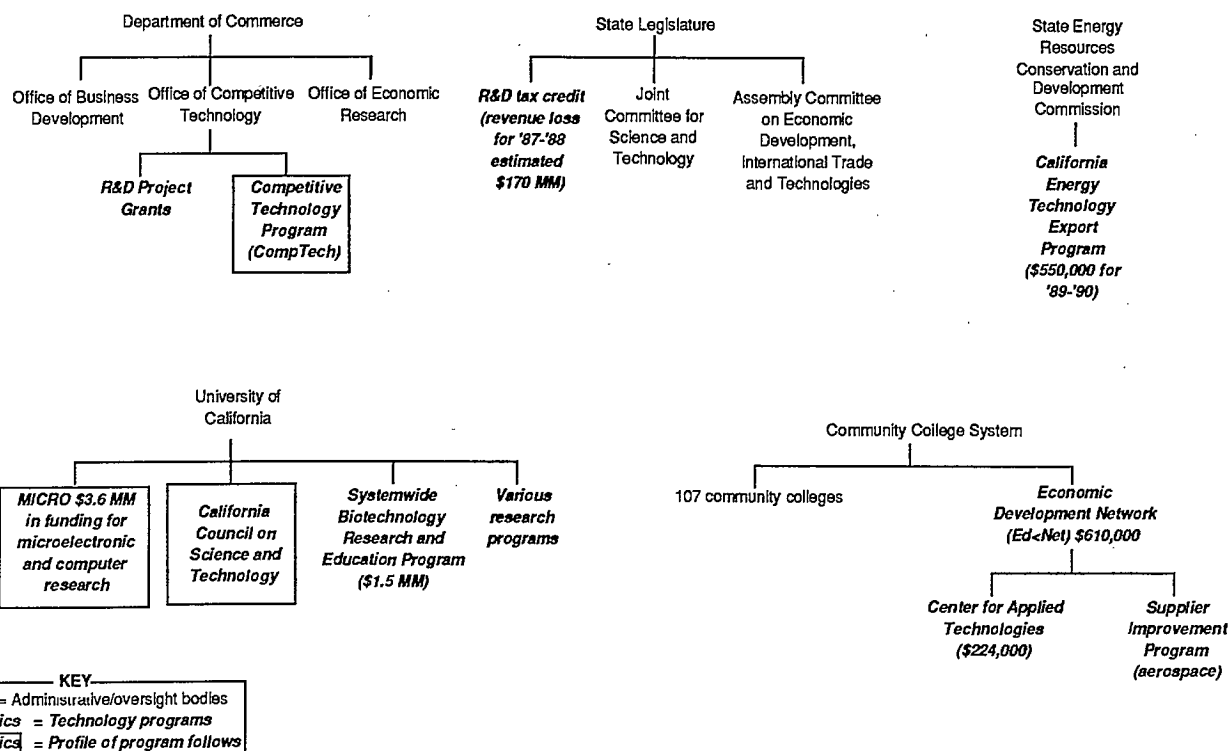 Department of Commerce
Office of Business
Development
Office of Competitive
Technology
Office of Economic
Research
R&D Project
Grants
Competitive
Technology
Program
(CompTech)
State Legislature
R&D tax credit
(revenue loss
for '87-'88
estimated
$170 MM)
Joint
Committee for
Science and
Technology
Assembly Committee
on Economic
Development,
International Trade
and Technologies
State Energy
Resources
Conservation and
Development
Commission
California
Energy
Technology
Export
Program
($550,000 for
'89-'90)
University of
California
MICRO $3.6 MM
in funding for
microelectronic
and computer
research
California
Council on
Science and
Technology
Systemwide
Biotechnology
Research and
Education Program
($1.5 MM)
Various
research
programs
Community College System
107 community colleges
Economic
Development Network
(Ed<Net) $610,000
Center for Applied
Technologies
($224,000)
Supplier
Improvement
Program
(aerospace)
KEY
= Administrative/oversight bodies
ics = Technology programs
ics = Profile of program follows